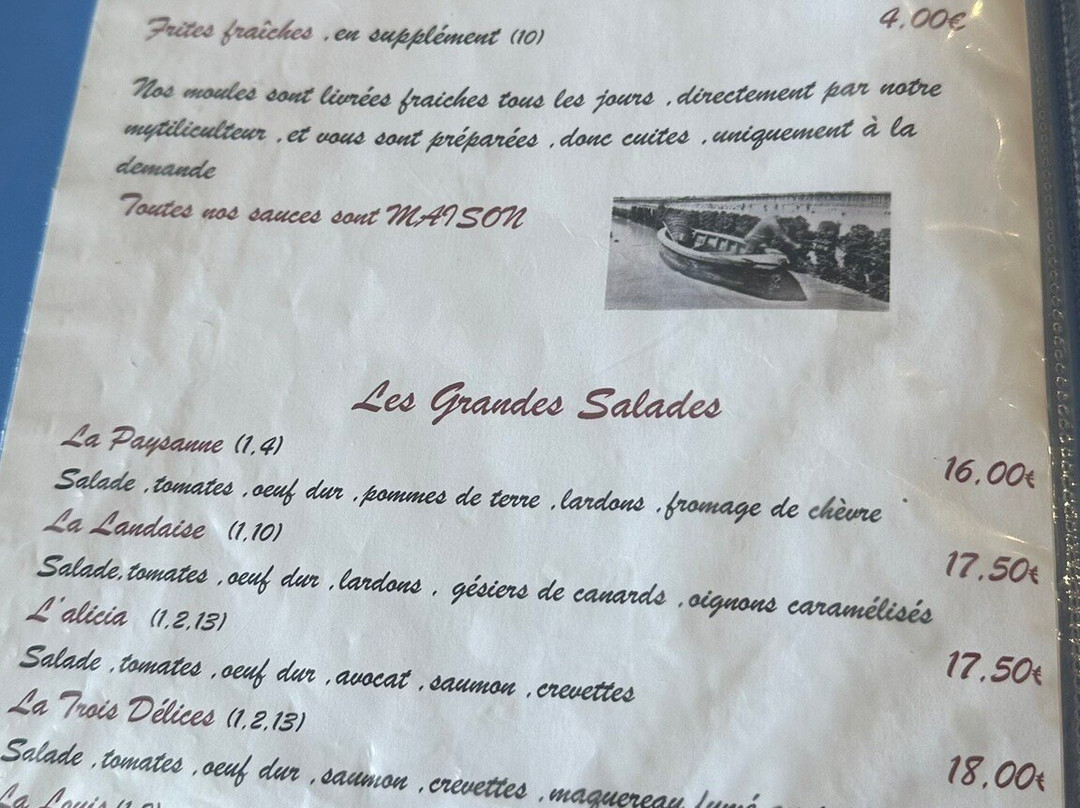 Frites fraîches ,en supplément (10) 4.00€
Nos moules sont livrées fraiches tous les jours ,directement par notre
mytiliculteur ,et vous sont préparées ,donc cuites ,uniquement à la
demande
Toutes nos sauces sont MAISON
Les Grandes Salades
La Paysanne (1,4) 16,00€
Salade ,tomates ,oeuf dur ,pommes de terre ,lardons ,fromage de chèvre
La Landaise (1,10) 17,50€
Salade,tomates ,oeuf dur ,lardons , gésiers de canards ,oignons caramélisés
L'alicia (1,2,13) 17,50€
Salade ,tomates ,oeuf dur ,avocat ,saumon ,crevettes
La Trois Délices (1,2,13) 18,00€
Salade ,tomates ,oeuf dur ,saumon ,crevettes ,maquereau fumé
La Louis